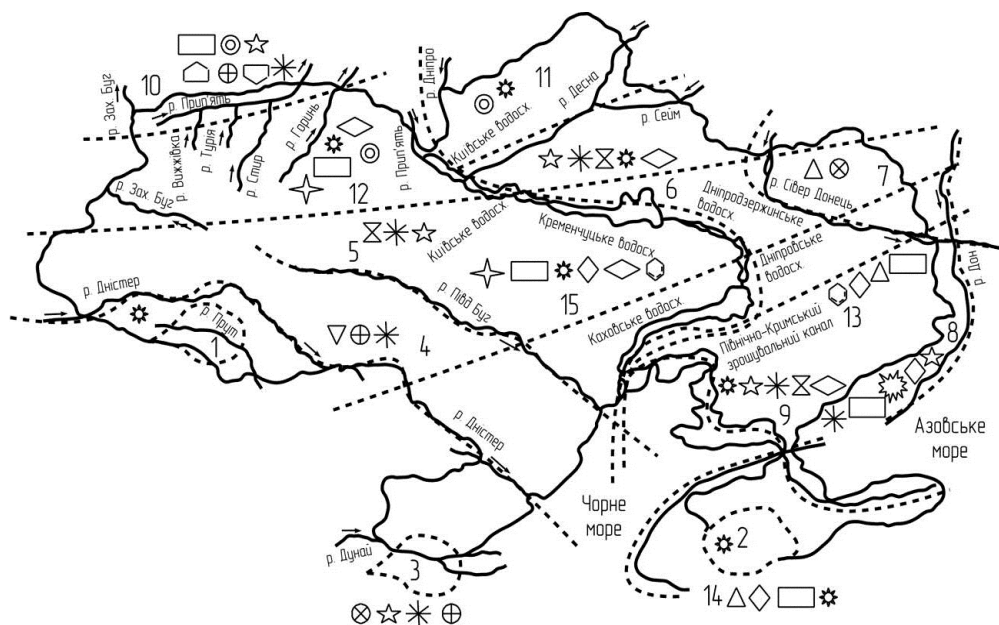 10
р. Зах. Буг
р. Прип'ять
р. Вижівка
р. Турія
р. Стир
р. Горинь
р. Дніпро
11
Київське водосх.
р. Десна
р. Сейм
р. Прип'ять
12
р. Зах. Буг
6
7
р. Сівер Донець
Дніпродзержинське
водосх.
5
Київське водосх.
Кременчуцьке водосх.
Дніпровське
водосх.
р. Дон
р. Дністер
р. Півд Буг
15
Каховське водосх.
13
Північно-Кримський
зрошувальний канал
р. Прут
1
4
8
9
Азовське
море
р. Дністер
Чорне
море
р. Дунай
3
2
14